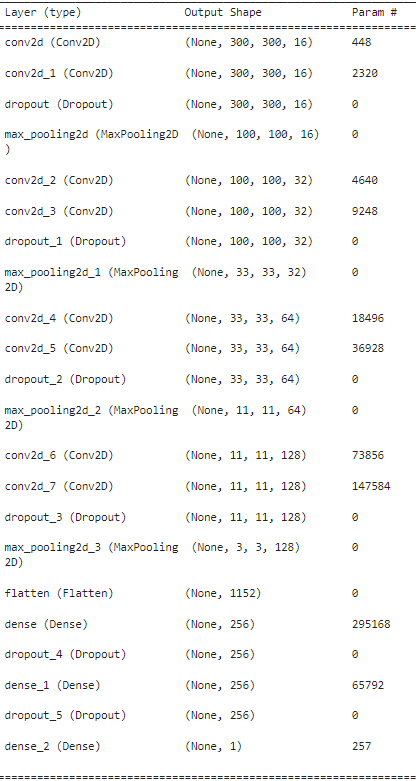 Layer (type) Output Shape Param #
conv2d (Conv2D) (None, 300, 300, 16) 448
conv2d_1 (Conv2D) (None, 300, 300, 16) 2320
dropout (Dropout) (None, 300, 300, 16) 0
max_pooling2d (MaxPooling2D (None, 100, 100, 16) 0
)
conv2d_2 (Conv2D) (None, 100, 100, 32) 4640
conv2d_3 (Conv2D) (None, 100, 100, 32) 9248
dropout_1 (Dropout) (None, 100, 100, 32) 0
max_pooling2d_1 (MaxPooling (None, 33, 33, 32) 0
2D)
conv2d_4 (Conv2D) (None, 33, 33, 64) 18496
conv2d_5 (Conv2D) (None, 33, 33, 64) 36928
dropout_2 (Dropout) (None, 33, 33, 64) 0
max_pooling2d_2 (MaxPooling (None, 11, 11, 64) 0
2D)
conv2d_6 (Conv2D) (None, 11, 11, 128) 73856
conv2d_7 (Conv2D) (None, 11, 11, 128) 147584
dropout_3 (Dropout) (None, 11, 11, 128) 0
max_pooling2d_3 (MaxPooling (None, 3, 3, 128) 0
2D)
flatten (Flatten) (None, 1152) 0
dense (Dense) (None, 256) 295168
dropout_4 (Dropout) (None, 256) 0
dense_1 (Dense) (None, 256) 65792
dropout_5 (Dropout) (None, 256) 0
dense_2 (Dense) (None, 1) 257